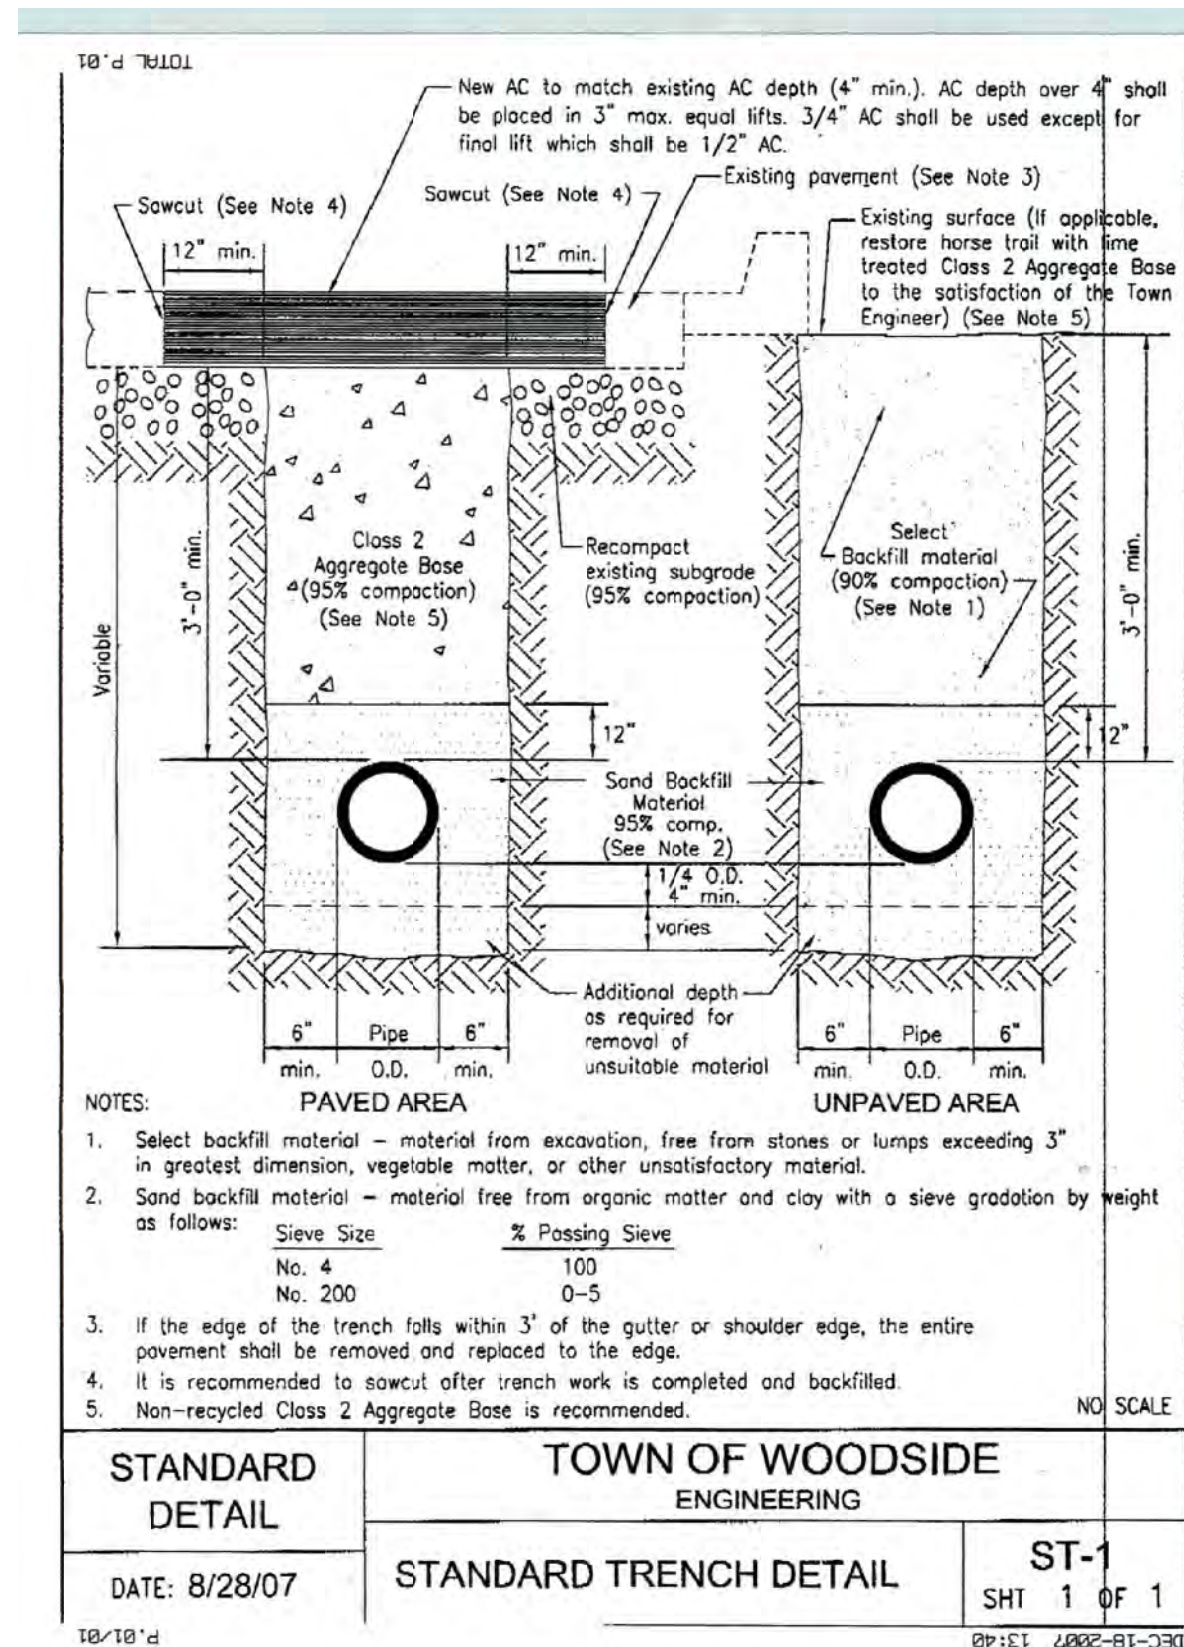 TOTAL P.01
New AC to match existing AC depth (4" min.). AC depth over 4" shall
be placed in 3" max. equal lifts. 3/4" AC shall be used except for
final lift which shall be 1/2" AC.
Existing pavement (See Note 3)
Sawcut (See Note 4)
Sawcut (See Note 4)
Existing surface (If applicable,
restore horse trail with lime
treated Class 2 Aggregate Base
to the satisfaction of the Town
Engineer) (See Note 5)
12" min.
12" min.
Variable
3'-0" min.
Class 2
Aggregate Base
(95% compaction)
(See Note 5)
Recompact
existing subgrade
(95% compaction)
Select
Backfill material
(90% compaction)
(See Note 1)
3'-0" min.
12"
12"
Sand Backfill
Material
95% comp.
(See Note 2)
1/4 O.D.
4" min.
varies
Additional depth
as required for
removal of
unsuitable material
6" Pipe 6"
min. O.D. min.
6" Pipe 6"
min. O.D. min.
PAVED AREA
UNPAVED AREA
NOTES:
1. Select backfill material – material from excavation, free from stones or lumps exceeding 3"
in greatest dimension, vegetable matter, or other unsatisfactory material.
2. Sand backfill material – material free from organic matter and clay with a sieve gradation by weight
as follows:
Sieve Size % Passing Sieve
No. 4 100
No. 200 0–5
3. If the edge of the trench falls within 3' of the gutter or shoulder edge, the entire
pavement shall be removed and replaced to the edge.
4. It is recommended to sawcut after trench work is completed and backfilled.
5. Non-recycled Class 2 Aggregate Base is recommended.
NO SCALE
STANDARD
DETAIL
DATE: 8/28/07
TOWN OF WOODSIDE
ENGINEERING
STANDARD TRENCH DETAIL
ST-1
SHT 1 OF 1
P.01/01
DEC-18-2007 13:40